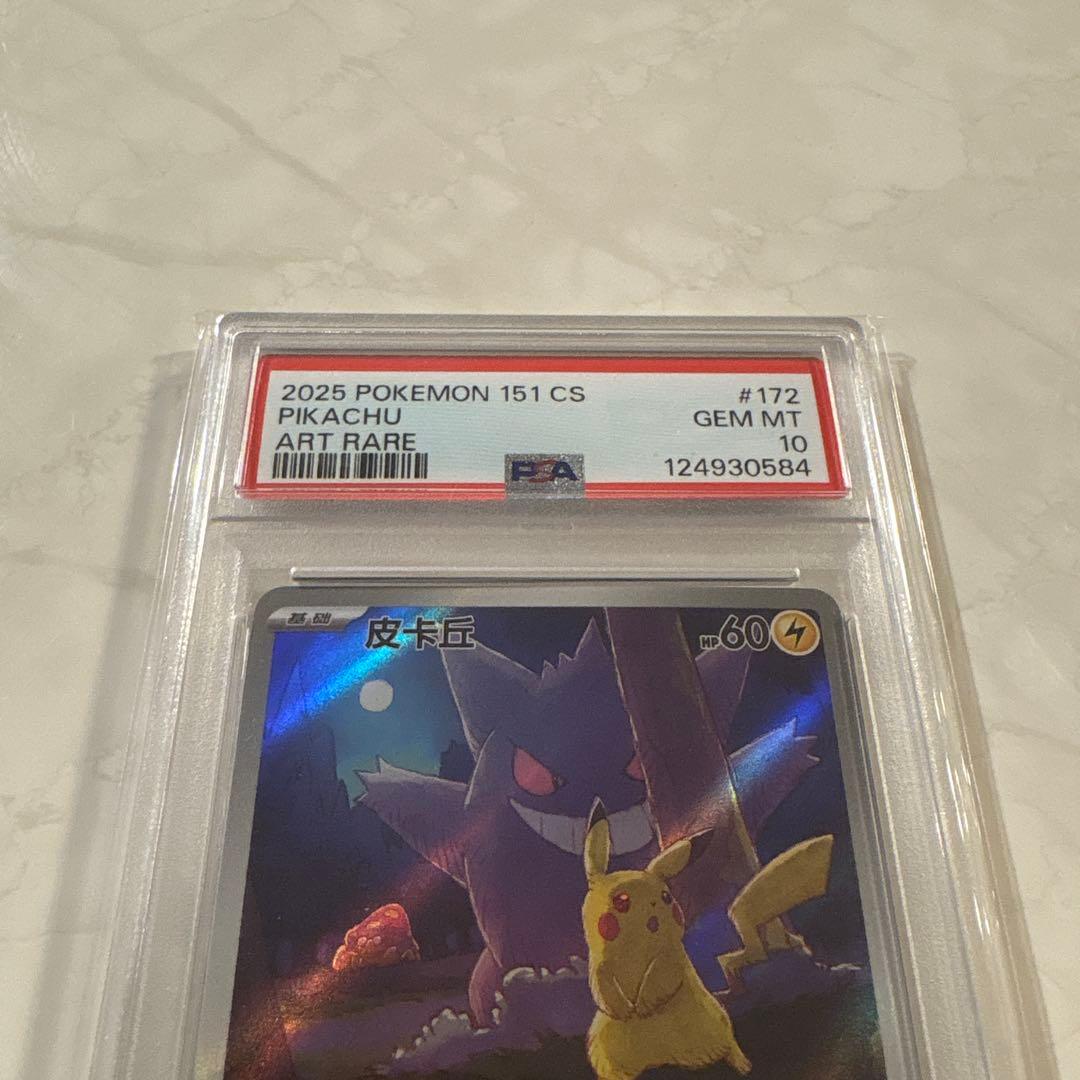 2025 POKEMON 151 CS #172
PIKACHU GEM MT
ART RARE 10
PSA 124930584
基础 皮卡丘 HP60